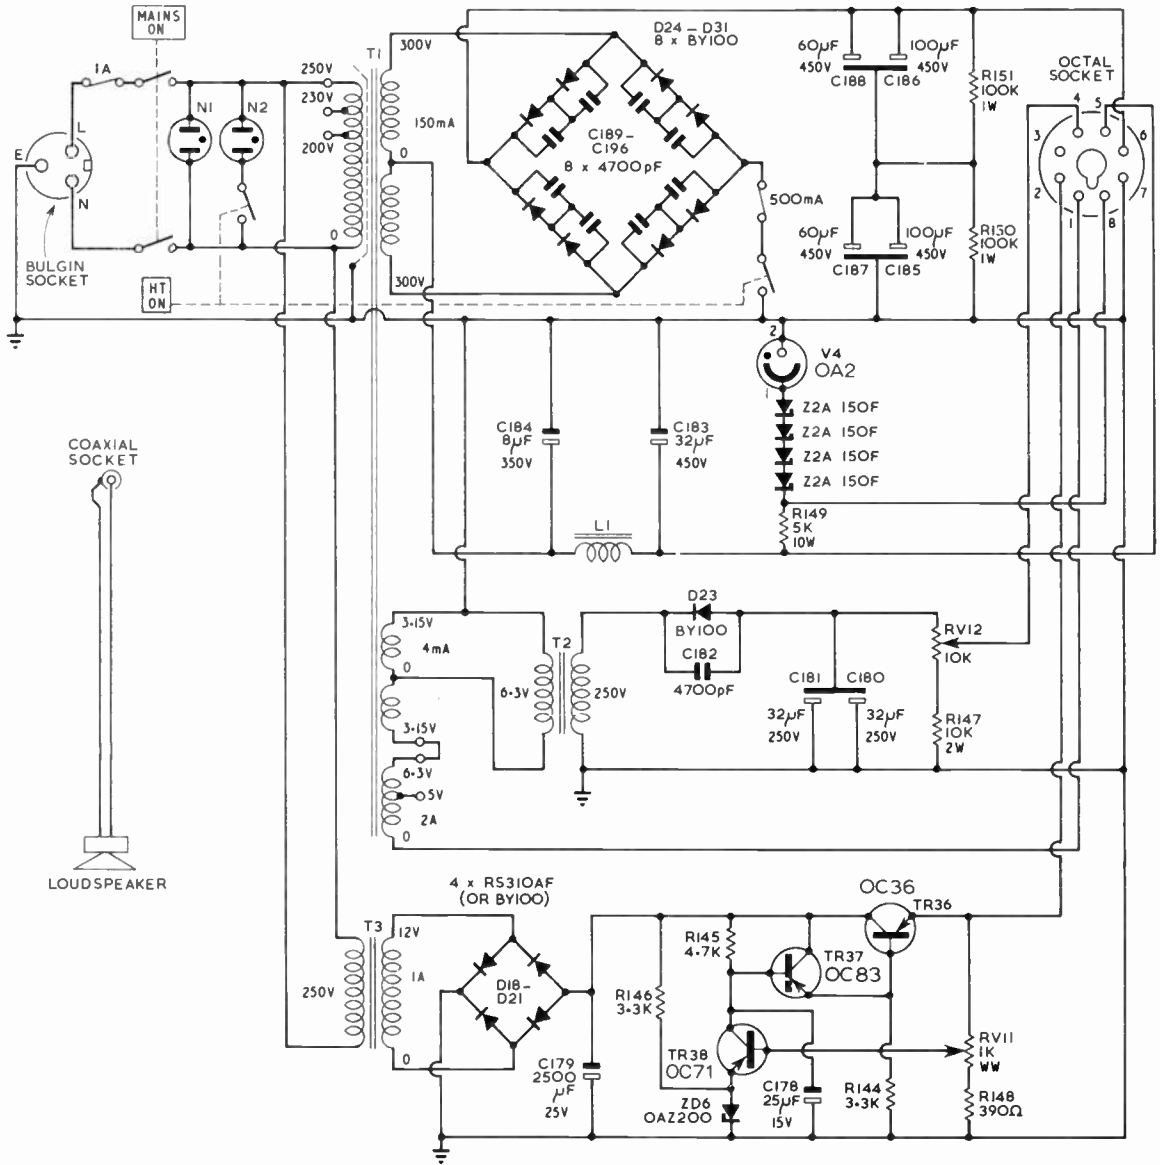 MAINS
ON
1A
L
E
N
BULGIN
SOCKET
HT
ON
N1
N2
250V
230V
200V
0
T1
300V
150mA
0
300V
D24 – D31
8 x BY100
C189–
C196
8 x 4700pF
500mA
60µF
450V
C188
100µF
450V
C186
R151
100K
1W
60µF
450V
C187
100µF
450V
C185
R150
100K
1W
OCTAL
SOCKET
4
5
3
6
2
7
1
8
2
V4
OA2
1
Z2A 150F
Z2A 150F
Z2A 150F
Z2A 150F
R149
5K
10W
C184
8µF
350V
C183
32µF
450V
L1
COAXIAL
SOCKET
LOUDSPEAKER
3·15V
4mA
0
3·15V
6·3V
5V
2A
0
T2
6·3V
250V
D23
BY100
C182
4700pF
C181
32µF
250V
C180
32µF
250V
RV12
10K
R147
10K
2W
T3
250V
12V
1A
0
4 x RS310AF
(OR BY100)
D18–
D21
C179
2500
µF
25V
R145
4·7K
R146
3·3K
TR37
OC83
OC36
TR36
TR38
OC71
ZD6
OAZ200
C178
25µF
15V
R144
3·3K
RV11
1K
WW
R148
390Ω